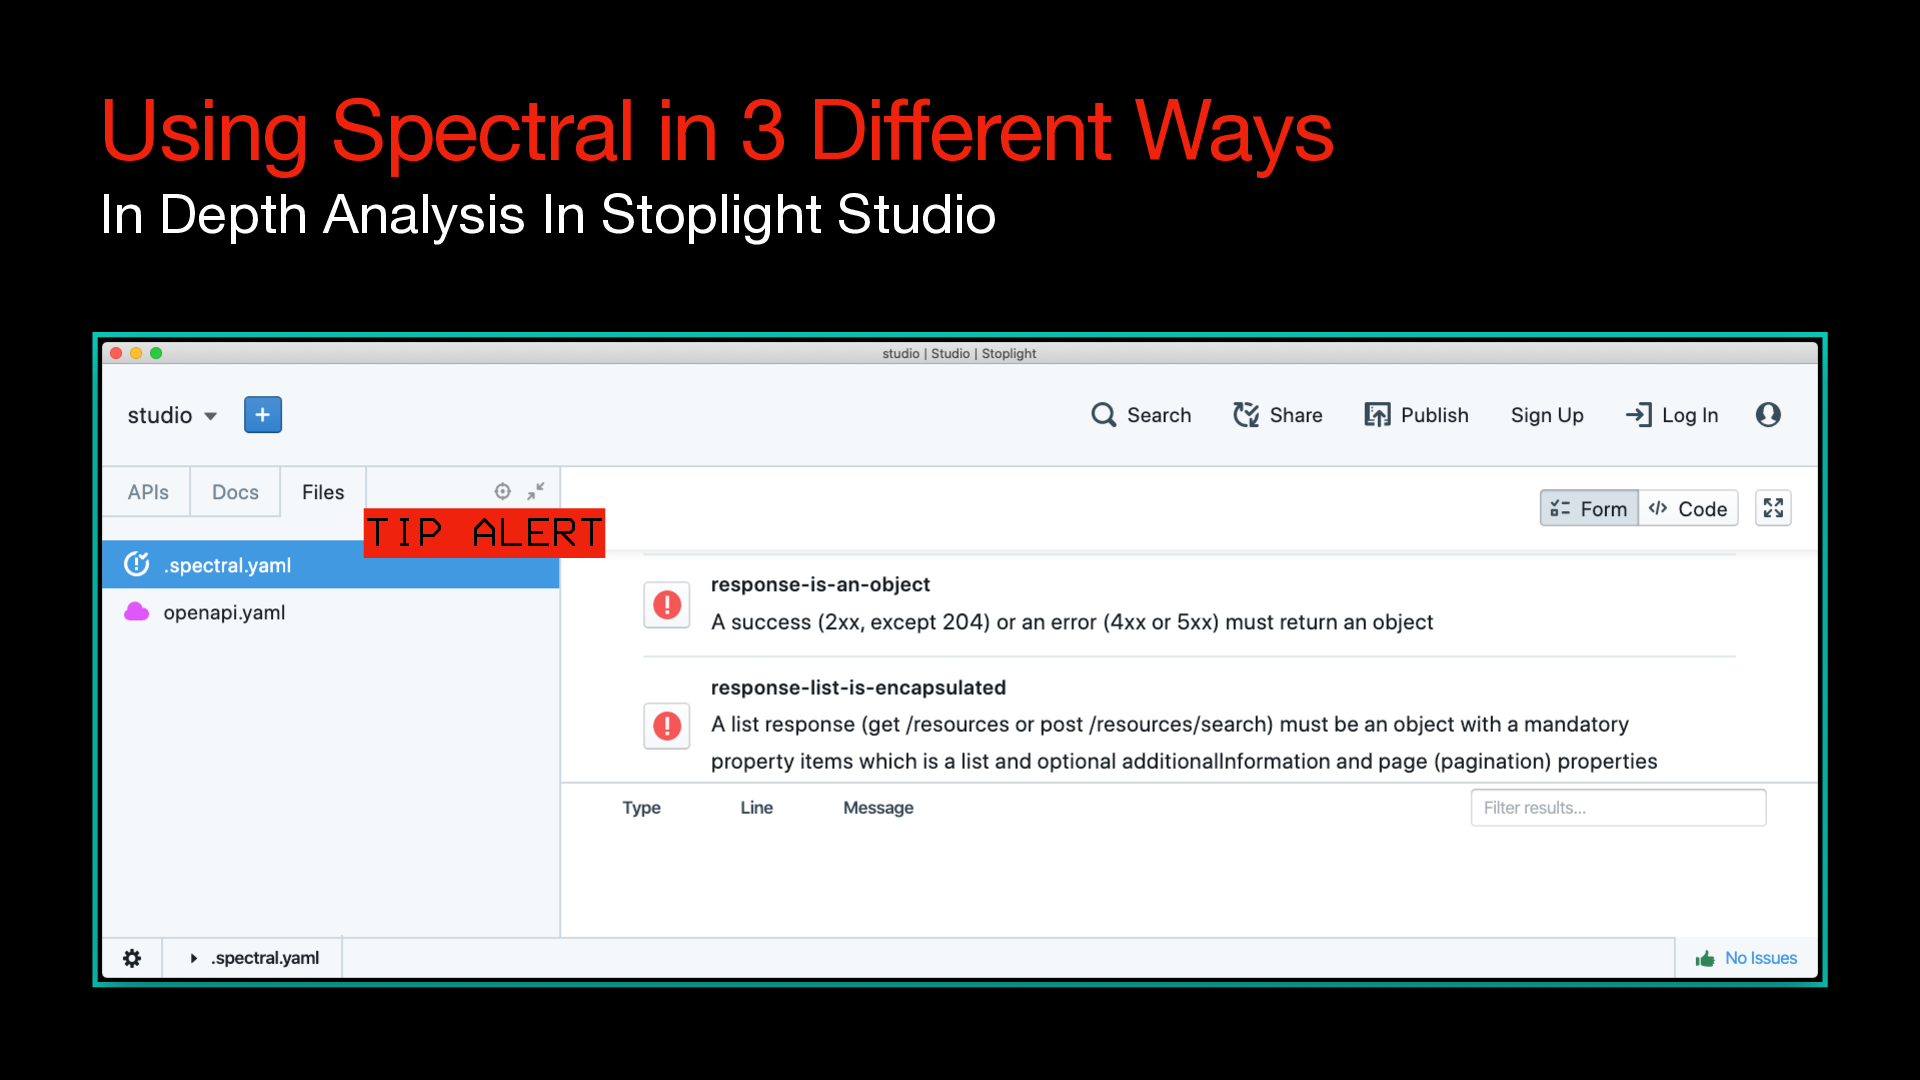 Using Spectral in 3 Different Ways
In Depth Analysis In Stoplight Studio
studio | Studio | Stoplight
studio
+
Search
Share
Publish
Sign Up
Log In
APIs
Docs
Files
TIP ALERT
Form
</> Code
.spectral.yaml
openapi.yaml
response-is-an-object
A success (2xx, except 204) or an error (4xx or 5xx) must return an object
response-list-is-encapsulated
A list response (get /resources or post /resources/search) must be an object with a mandatory
property items which is a list and optional additionalInformation and page (pagination) properties
Type
Line
Message
Filter results...
.spectral.yaml
No Issues